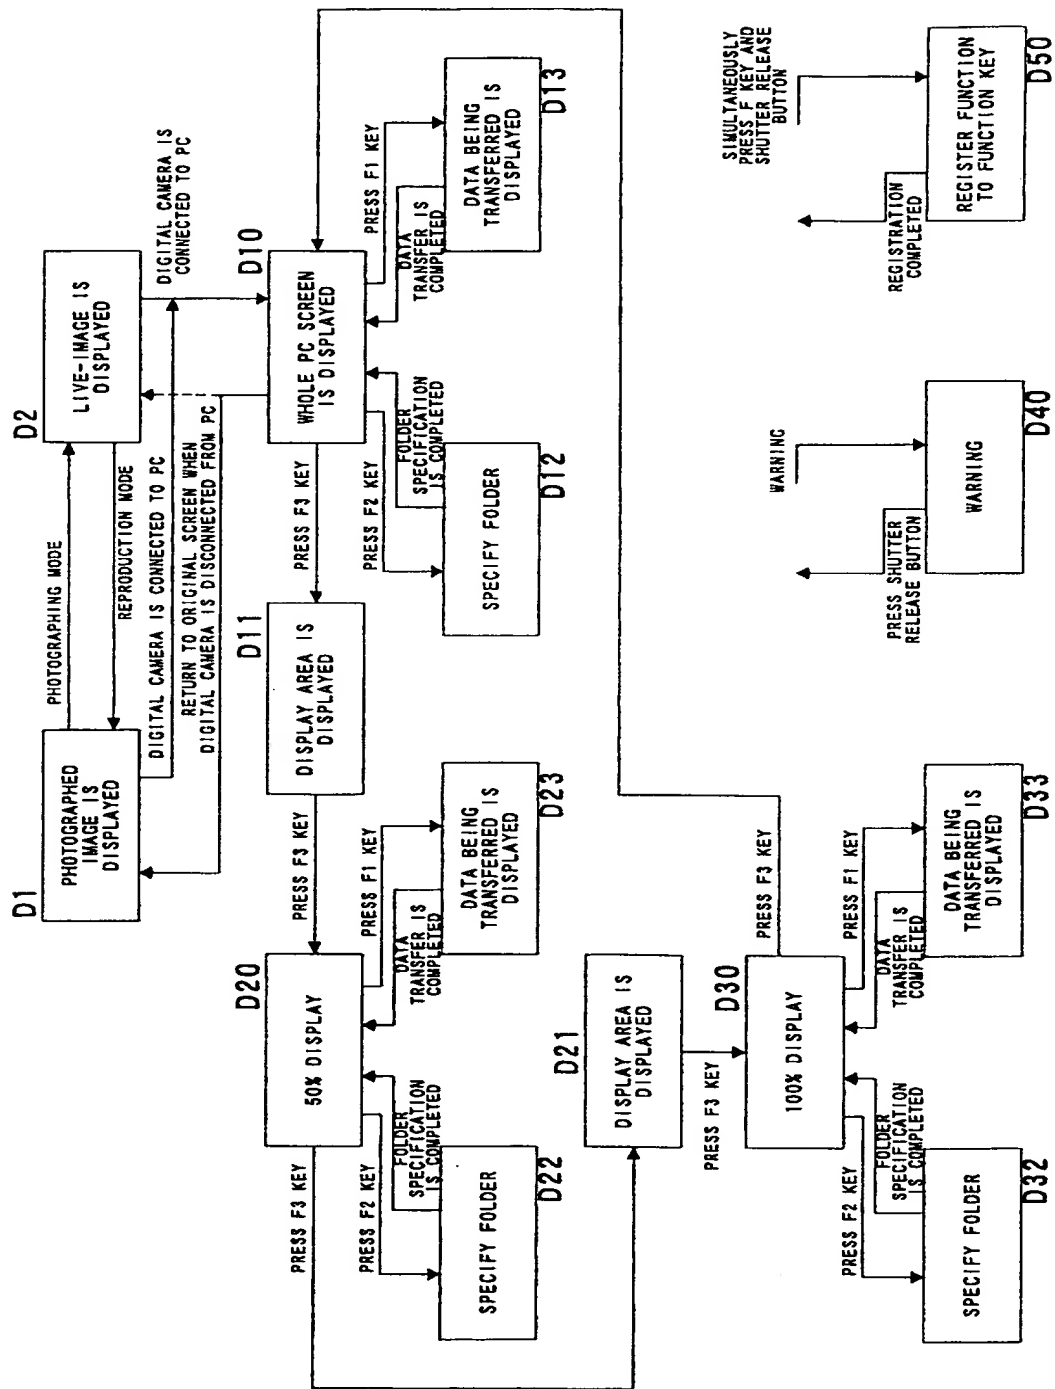 D1
PHOTOGRAPHED
IMAGE IS
DISPLAYED
PHOTOGRAPHING MODE
REPRODUCTION MODE
D2
LIVE-IMAGE IS
DISPLAYED
DIGITAL CAMERA IS CONNECTED TO PC
RETURN TO ORIGINAL SCREEN WHEN
DIGITAL CAMERA IS DISCONNECTED FROM PC
DIGITAL CAMERA IS
CONNECTED TO PC
D20
50% DISPLAY
PRESS F3 KEY
D11
DISPLAY AREA IS
DISPLAYED
PRESS F3 KEY
D10
WHOLE PC SCREEN
IS DISPLAYED
PRESS F3 KEY
PRESS F2 KEY
FOLDER
SPECIFICATION
IS COMPLETED
DATA
TRANSFER IS
COMPLETED
PRESS F1 KEY
PRESS F2 KEY
FOLDER
SPECIFICATION
IS COMPLETED
DATA
TRANSFER IS
COMPLETED
PRESS F1 KEY
SPECIFY FOLDER
D22
DATA BEING
TRANSFERRED IS
DISPLAYED
D23
SPECIFY FOLDER
D12
DATA BEING
TRANSFERRED IS
DISPLAYED
D13
D21
DISPLAY AREA IS
DISPLAYED
PRESS F3 KEY
D30
100% DISPLAY
PRESS F3 KEY
PRESS F2 KEY
FOLDER
SPECIFICATION
IS COMPLETED
DATA
TRANSFER IS
COMPLETED
PRESS F1 KEY
SPECIFY FOLDER
D32
DATA BEING
TRANSFERRED IS
DISPLAYED
D33
WARNING
PRESS SHUTTER
RELEASE BUTTON
WARNING
D40
SIMULTANEOUSLY
PRESS F KEY AND
SHUTTER RELEASE
BUTTON
REGISTRATION
COMPLETED
REGISTER FUNCTION
TO FUNCTION KEY
D50